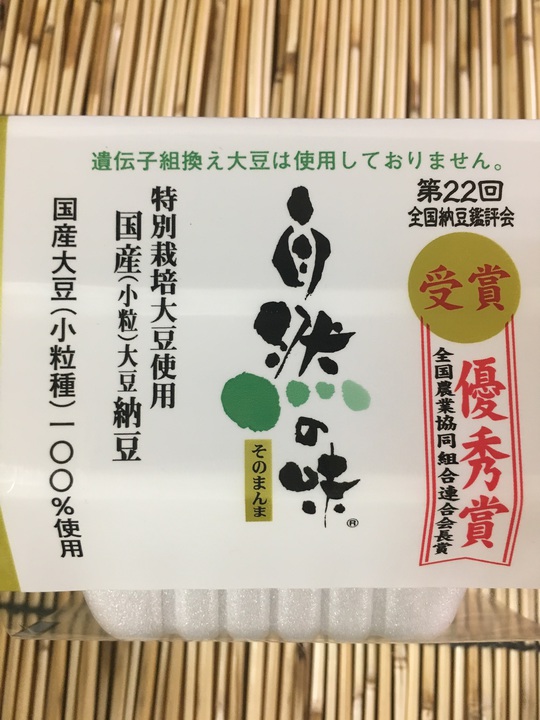 遺伝子組換え大豆は使用しておりません。
第22回
全国納豆鑑評会
受賞
優秀賞
全国農業協同組合連合会長賞
自然の味
そのまんま
®
特別栽培大豆使用
国産(小粒)大豆納豆
国産大豆(小粒種)一〇〇%使用